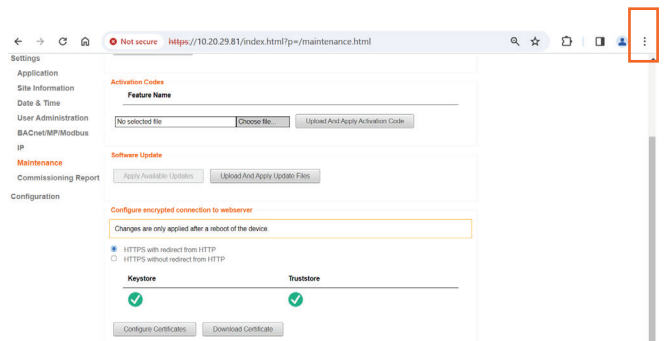 Not secure https://10.20.29.81/index.html?p=/maintenance.html
Settings
Application
Site Information
Date & Time
User Administration
BACnet/MP/Modbus
IP
Maintenance
Commissioning Report
Configuration
Activation Codes
Feature Name
No selected file Choose file... Upload And Apply Activation Code
Software Update
Apply Available Updates Upload And Apply Update Files
Configure encrypted connection to webserver
Changes are only applied after a reboot of the device.
HTTPS with redirect from HTTP
HTTPS without redirect from HTTP
Keystore Truststore
Configure Certificates Download Certificate